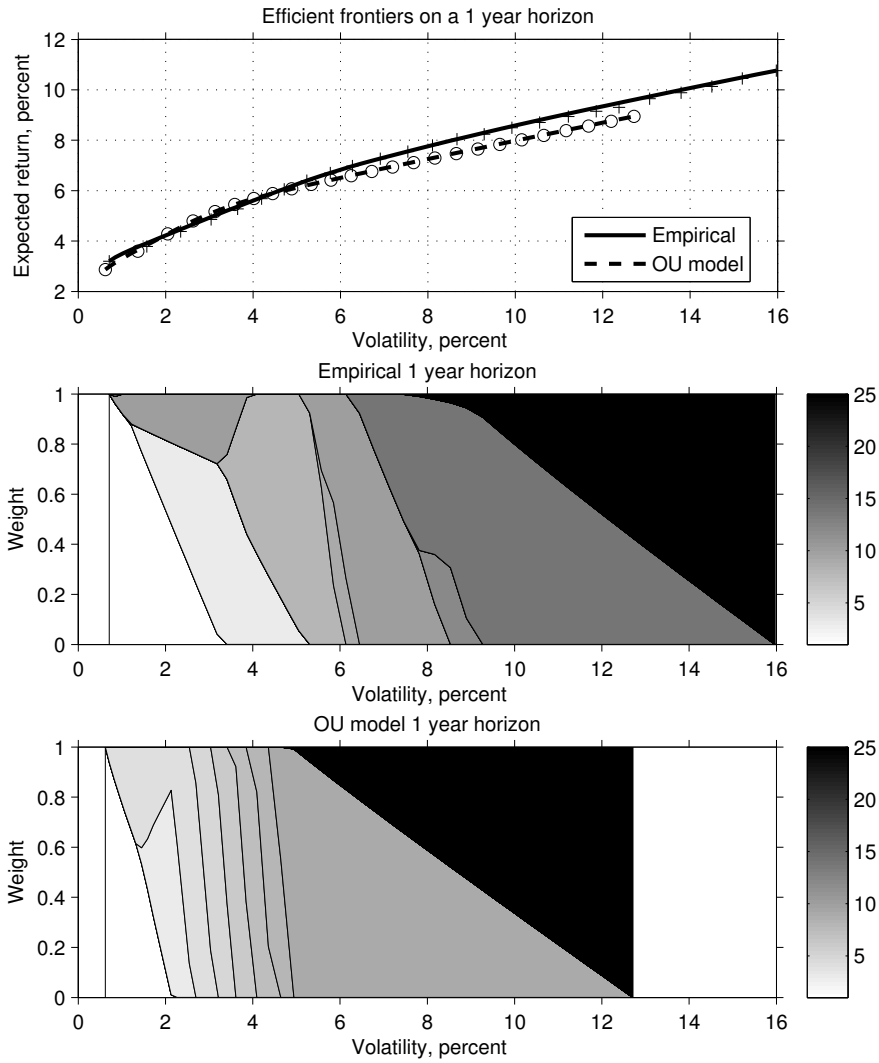 Efficient frontiers on a 1 year horizon
12
10
8
6
4
2
Expected return, percent
Empirical
OU model
0 2 4 6 8 10 12 14 16
Volatility, percent
Empirical 1 year horizon
1
0.8
0.6
0.4
0.2
0
Weight
25
20
15
10
5
0 2 4 6 8 10 12 14 16
Volatility, percent
OU model 1 year horizon
1
0.8
0.6
0.4
0.2
0
Weight
25
20
15
10
5
0 2 4 6 8 10 12 14 16
Volatility, percent